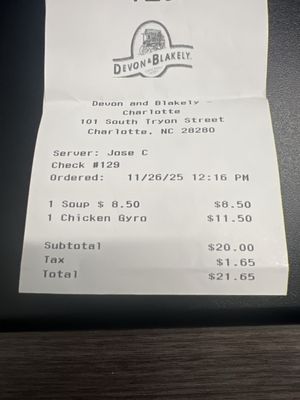 DEVON & BLAKELY
Devon and Blakely -
Charlotte
101 South Tryon Street
Charlotte, NC 28280
Server: Jose C
Check #129
Ordered: 11/26/25 12:16 PM
1 Soup $ 8.50 $8.50
1 Chicken Gyro $11.50
Subtotal $20.00
Tax $1.65
Total $21.65